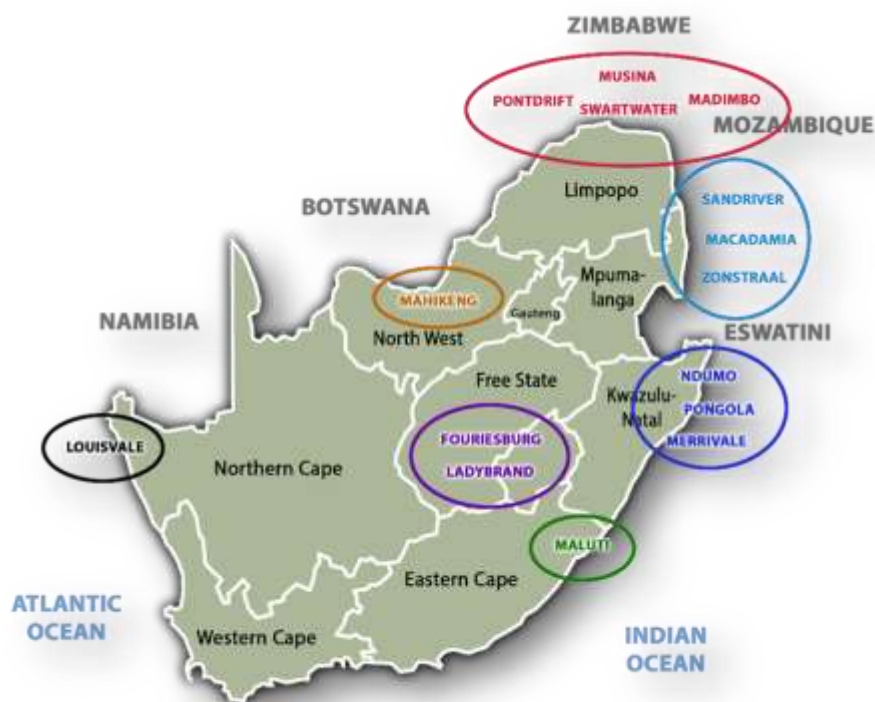 ZIMBABWE
MUSINA
PONTDRIFT
SWARTWATER
MADIMBO
MOZAMBIQUE
Limpopo
SANDRIVER
BOTSWANA
MACADAMIA
Mpuma-
langa
ZONSTRAAL
MAHIKENG
Gauteng
NAMIBIA
North West
ESWATINI
Free State
NDUMO
Kwazulu-
Natal
PONGOLA
MERRIVALE
LOUISVALE
FOURIESBURG
LADYBRAND
Northern Cape
MALUTI
Eastern Cape
ATLANTIC
OCEAN
Western Cape
INDIAN
OCEAN